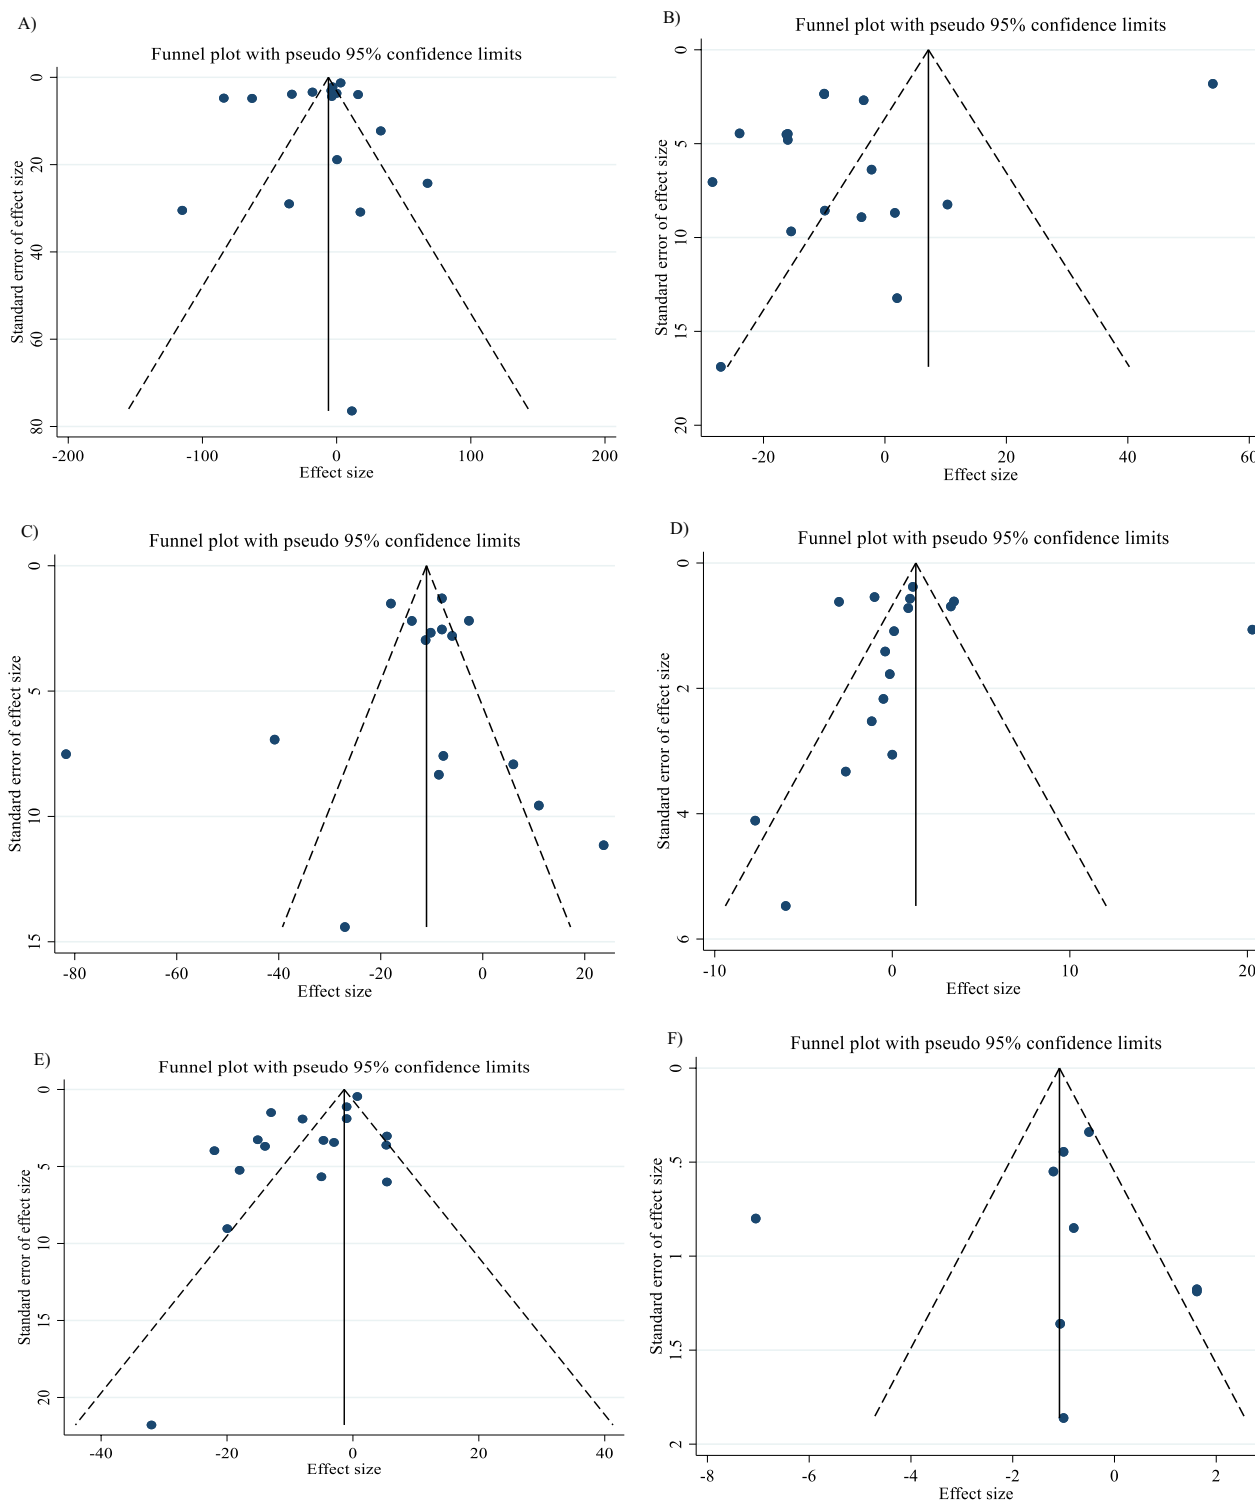 A)
Funnel plot with pseudo 95% confidence limits
Standard error of effect size
0
20
40
60
80
-200
-100
0
100
200
Effect size
B)
Funnel plot with pseudo 95% confidence limits
Standard error of effect size
0
5
10
15
20
-20
0
20
40
60
Effect size
C)
Funnel plot with pseudo 95% confidence limits
Standard error of effect size
0
5
10
15
-80
-60
-40
-20
0
20
Effect size
D)
Funnel plot with pseudo 95% confidence limits
Standard error of effect size
0
2
4
6
-10
0
10
20
Effect size
E)
Funnel plot with pseudo 95% confidence limits
Standard error of effect size
0
5
10
15
20
-40
-20
0
20
40
Effect size
F)
Funnel plot with pseudo 95% confidence limits
Standard error of effect size
0
.5
1
1.5
2
-8
-6
-4
-2
0
2
Effect size